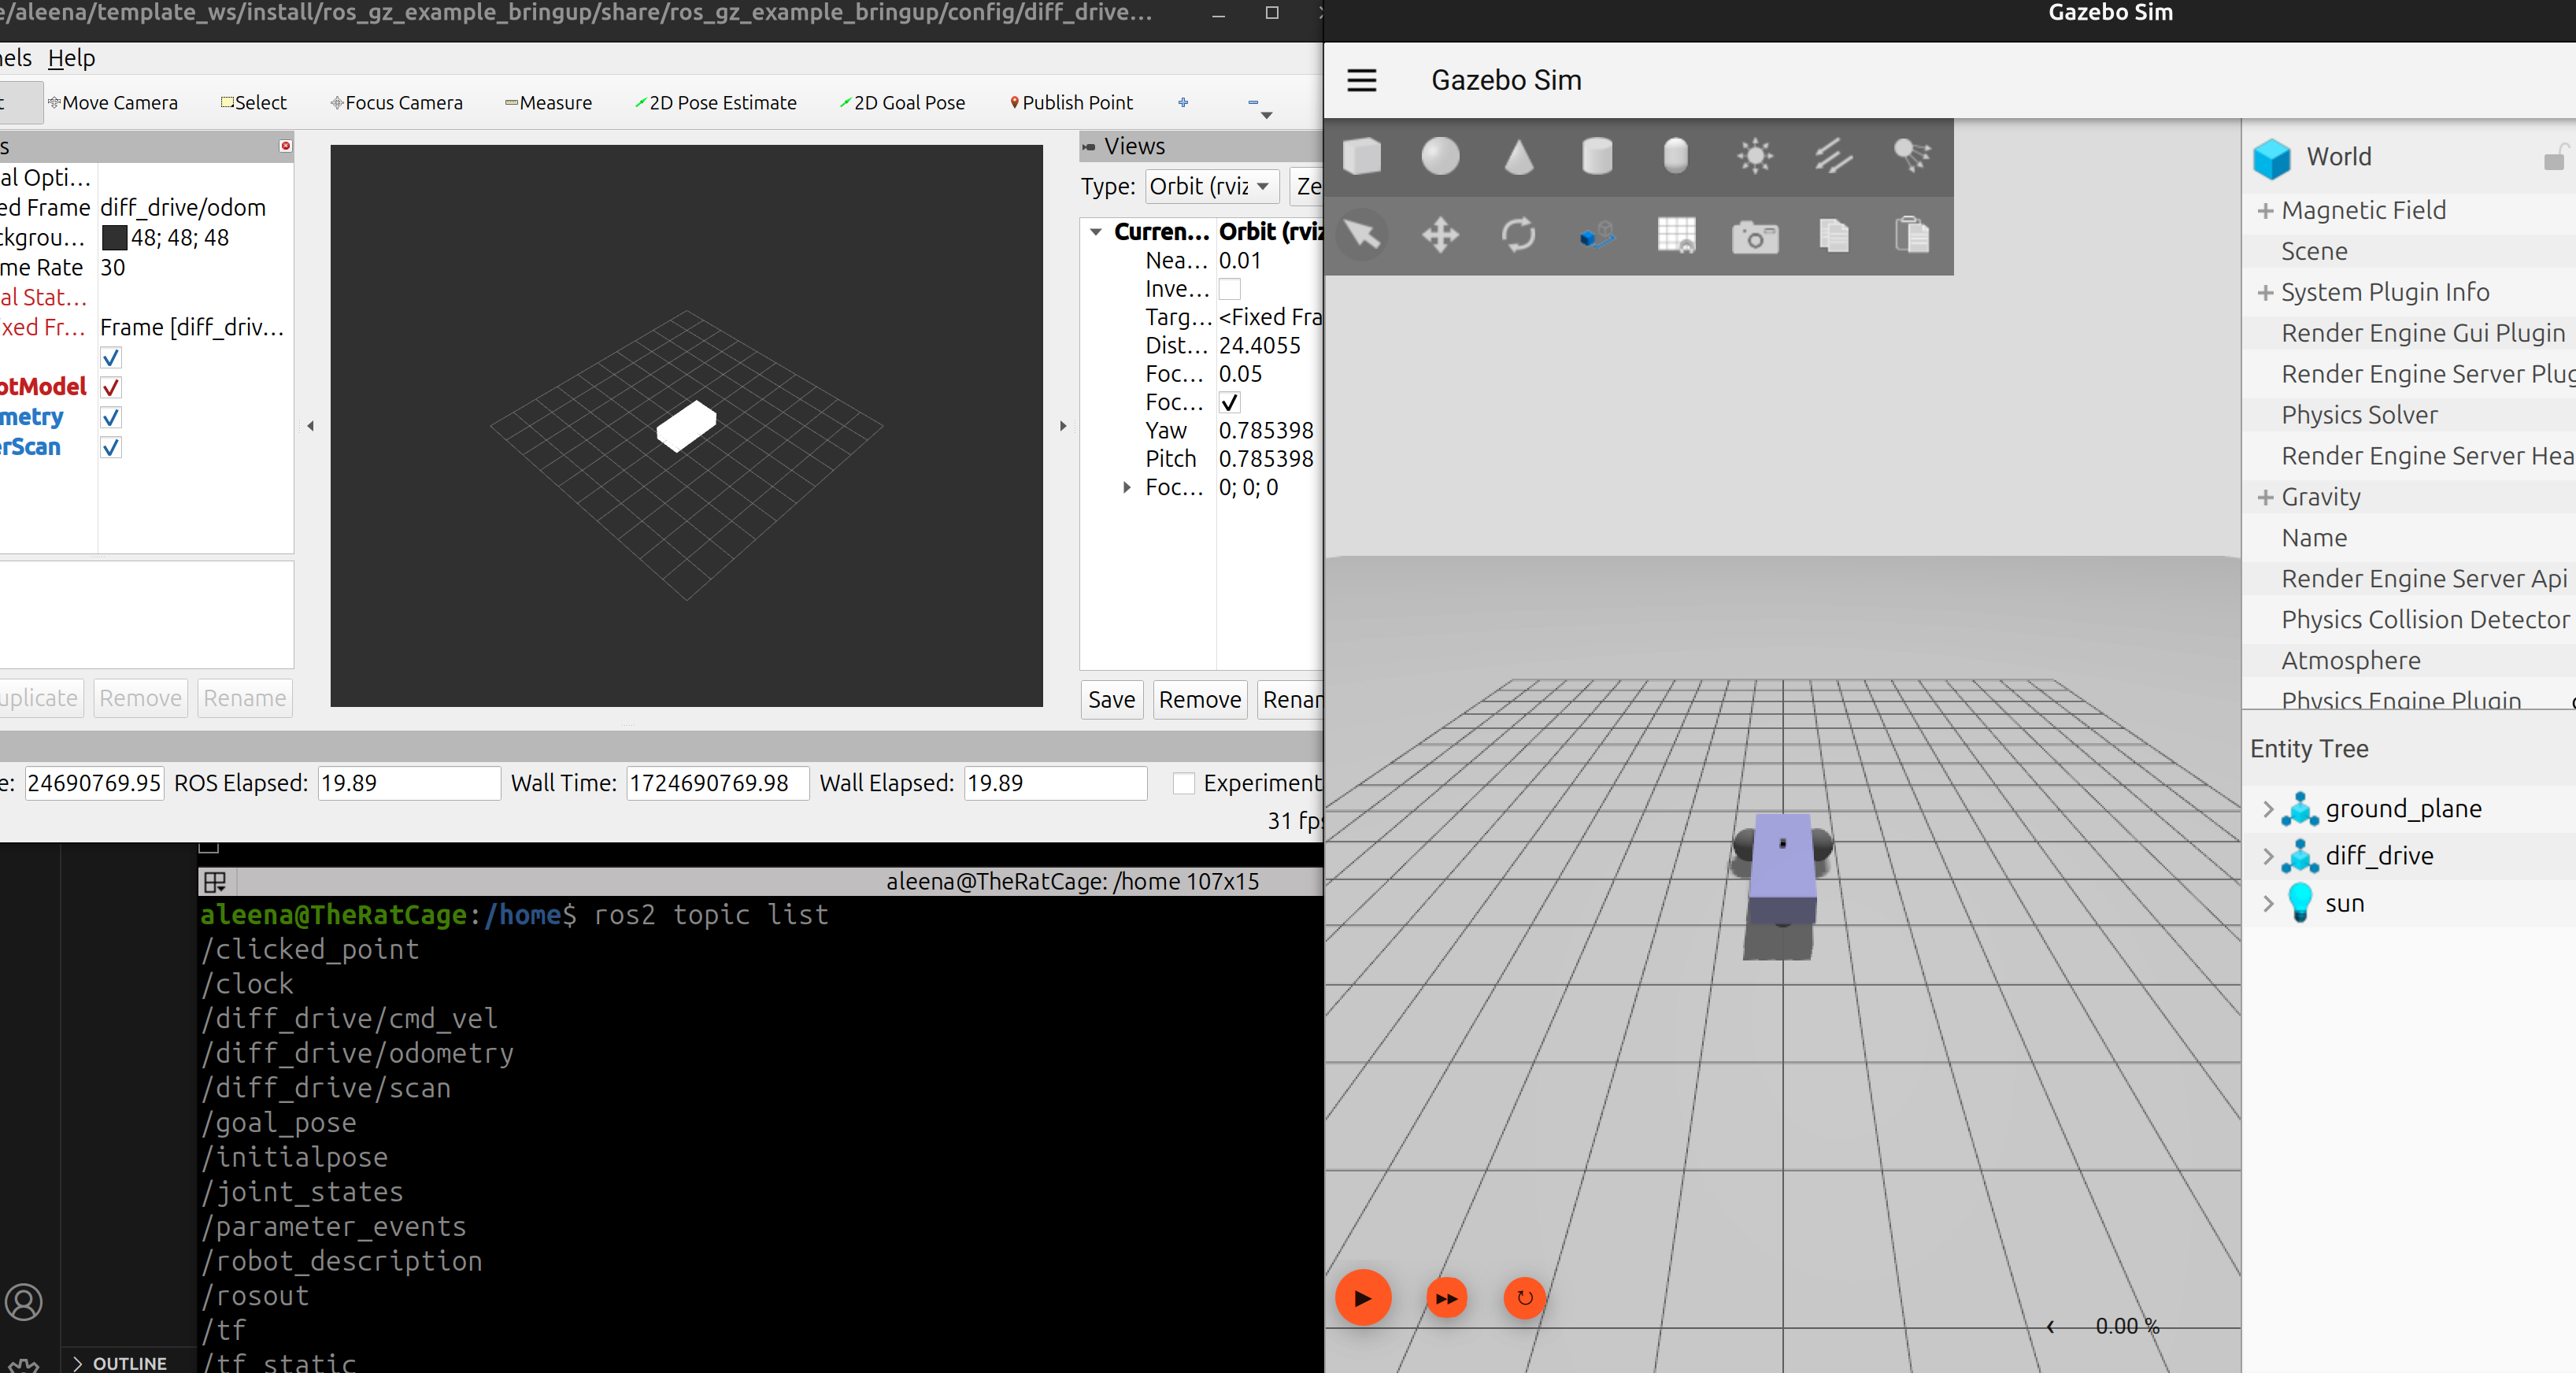 e/aleena/template_ws/install/ros_gz_example_bringup/share/ros_gz_example_bringup/config/diff_drive...
Help
Move Camera Select Focus Camera Measure 2D Pose Estimate 2D Goal Pose Publish Point
al Opti...
ed Frame diff_drive/odom
kgrou... 48; 48; 48
me Rate 30
al Stat...
ixed Fr... Frame [diff_driv...
otModel
metry
erScan
uplicate Remove Rename
Views
Type: Orbit (rviz Ze
Curren... Orbit (rviz
Nea... 0.01
Inve...
Targ... <Fixed Fra
Dist... 24.4055
Foc... 0.05
Foc...
Yaw 0.785398
Pitch 0.785398
Foc... 0; 0; 0
Save Remove Renar
e: 24690769.95 ROS Elapsed: 19.89 Wall Time: 1724690769.98 Wall Elapsed: 19.89 Experiment
31 fps
aleena@TheRatCage: /home 107x15
aleena@TheRatCage:/home$ ros2 topic list
/clicked_point
/clock
/diff_drive/cmd_vel
/diff_drive/odometry
/diff_drive/scan
/goal_pose
/initialpose
/joint_states
/parameter_events
/robot_description
/rosout
/tf
/tf_static
OUTLINE
Gazebo Sim
Gazebo Sim
0.00 %
World
Magnetic Field
Scene
System Plugin Info
Render Engine Gui Plugin
Render Engine Server Plug
Physics Solver
Render Engine Server Hea
Gravity
Name
Render Engine Server Api
Physics Collision Detector
Atmosphere
Physics Engine Plugin
Entity Tree
ground_plane
diff_drive
sun